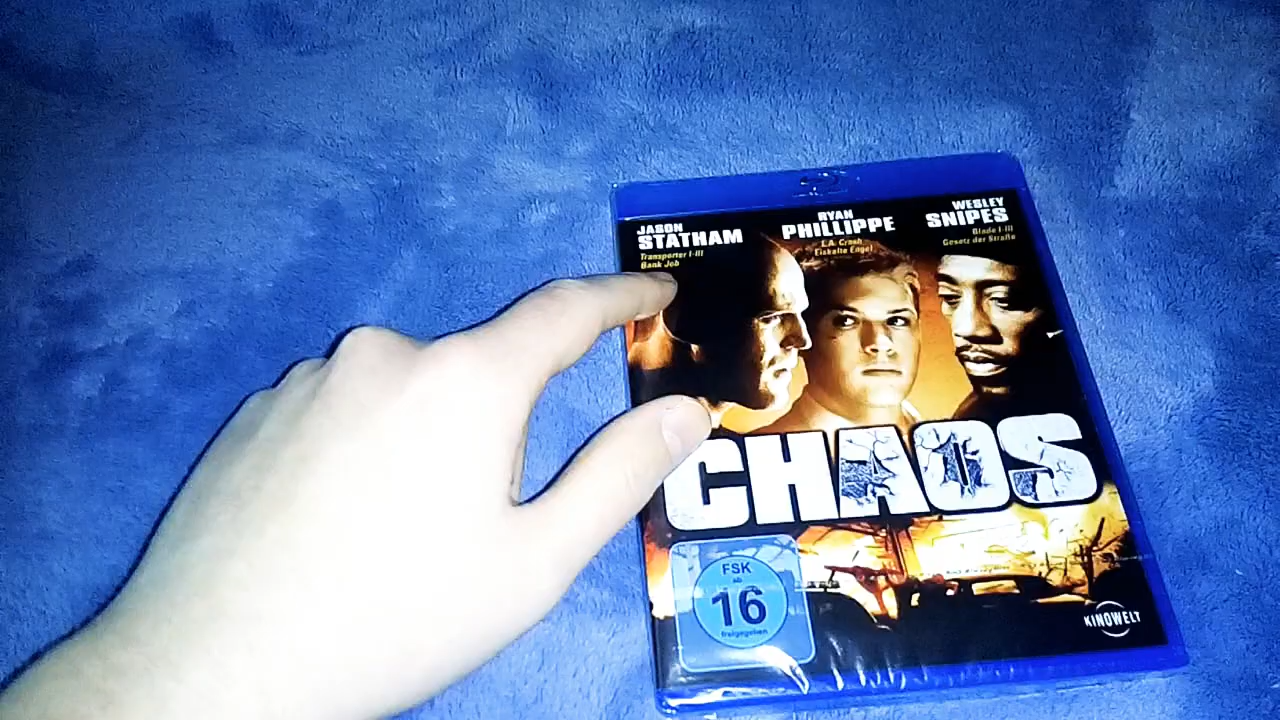 JASON
STATHAM
Transporter I-III
Bank Job
RYAN
PHILLIPPE
L.A. Crash
Eiskalte Engel
WESLEY
SNIPES
Blade I-III
Gesetz der Straße
CHAOS
FSK
ab
16
freigegeben
KINOWELT